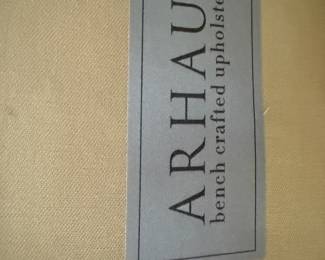 ARHAU
bench crafted upholste